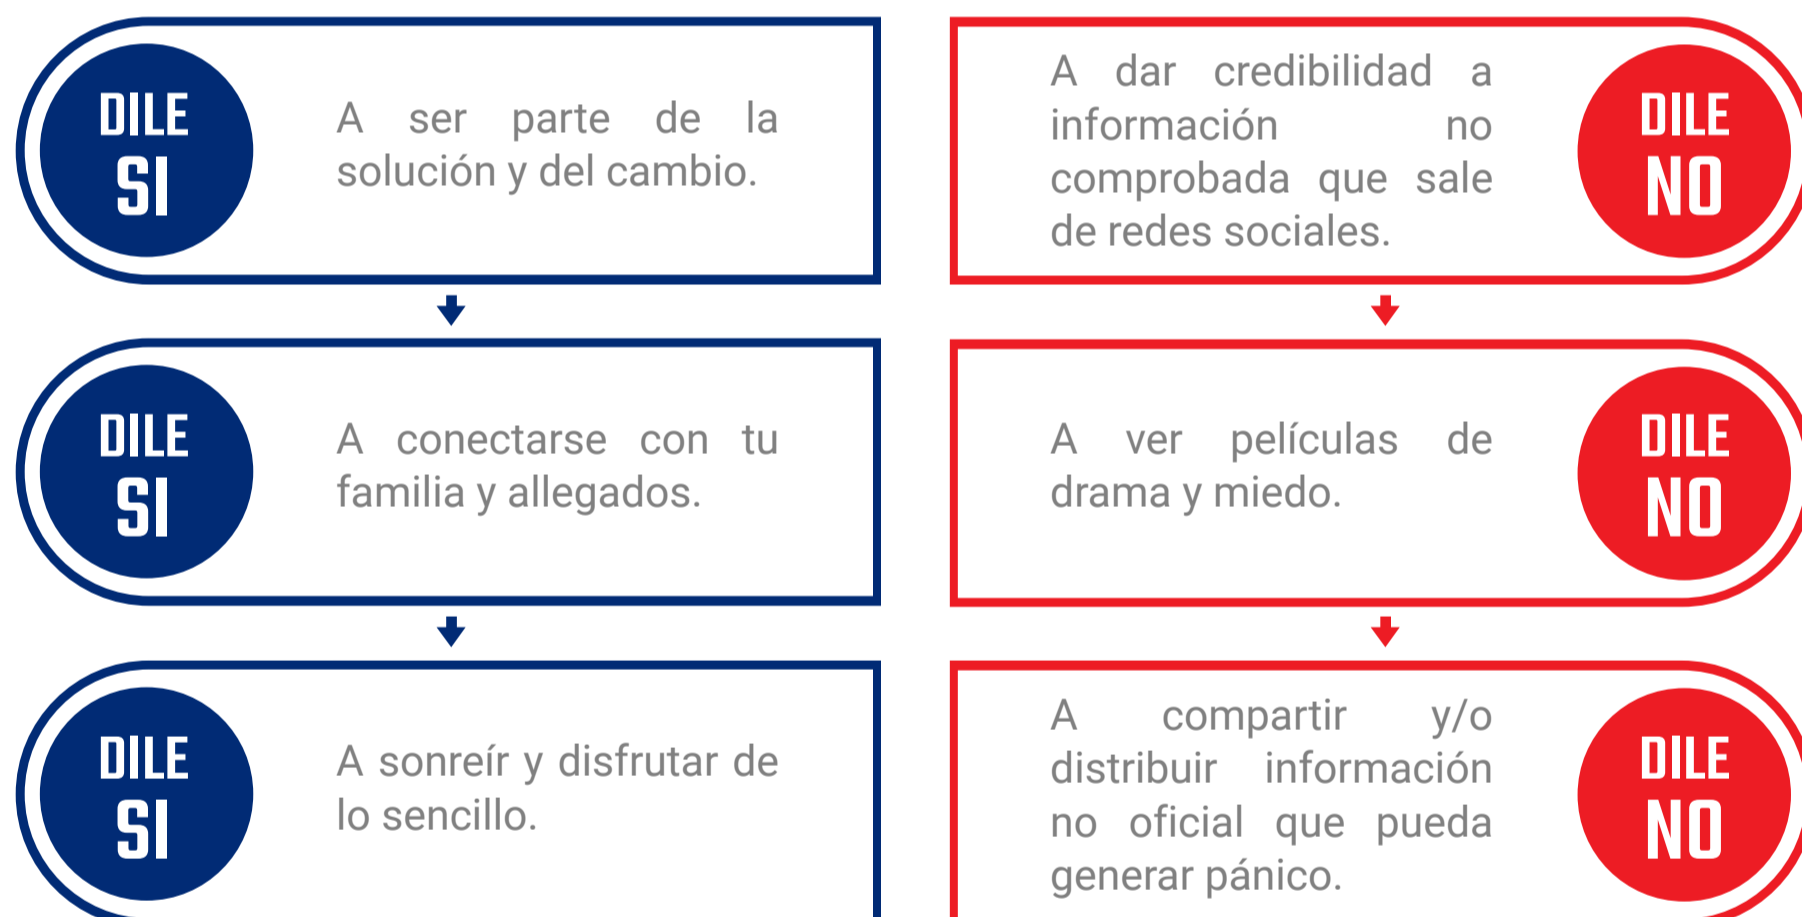 DILE
SI
A ser parte de la
solución y del cambio.
A dar credibilidad a
información no
comprobada que sale
de redes sociales.
DILE
NO
DILE
SI
A conectarse con tu
familia y allegados.
A ver películas de
drama y miedo.
DILE
NO
DILE
SI
A sonreír y disfrutar de
lo sencillo.
A compartir y/o
distribuir información
no oficial que pueda
generar pánico.
DILE
NO